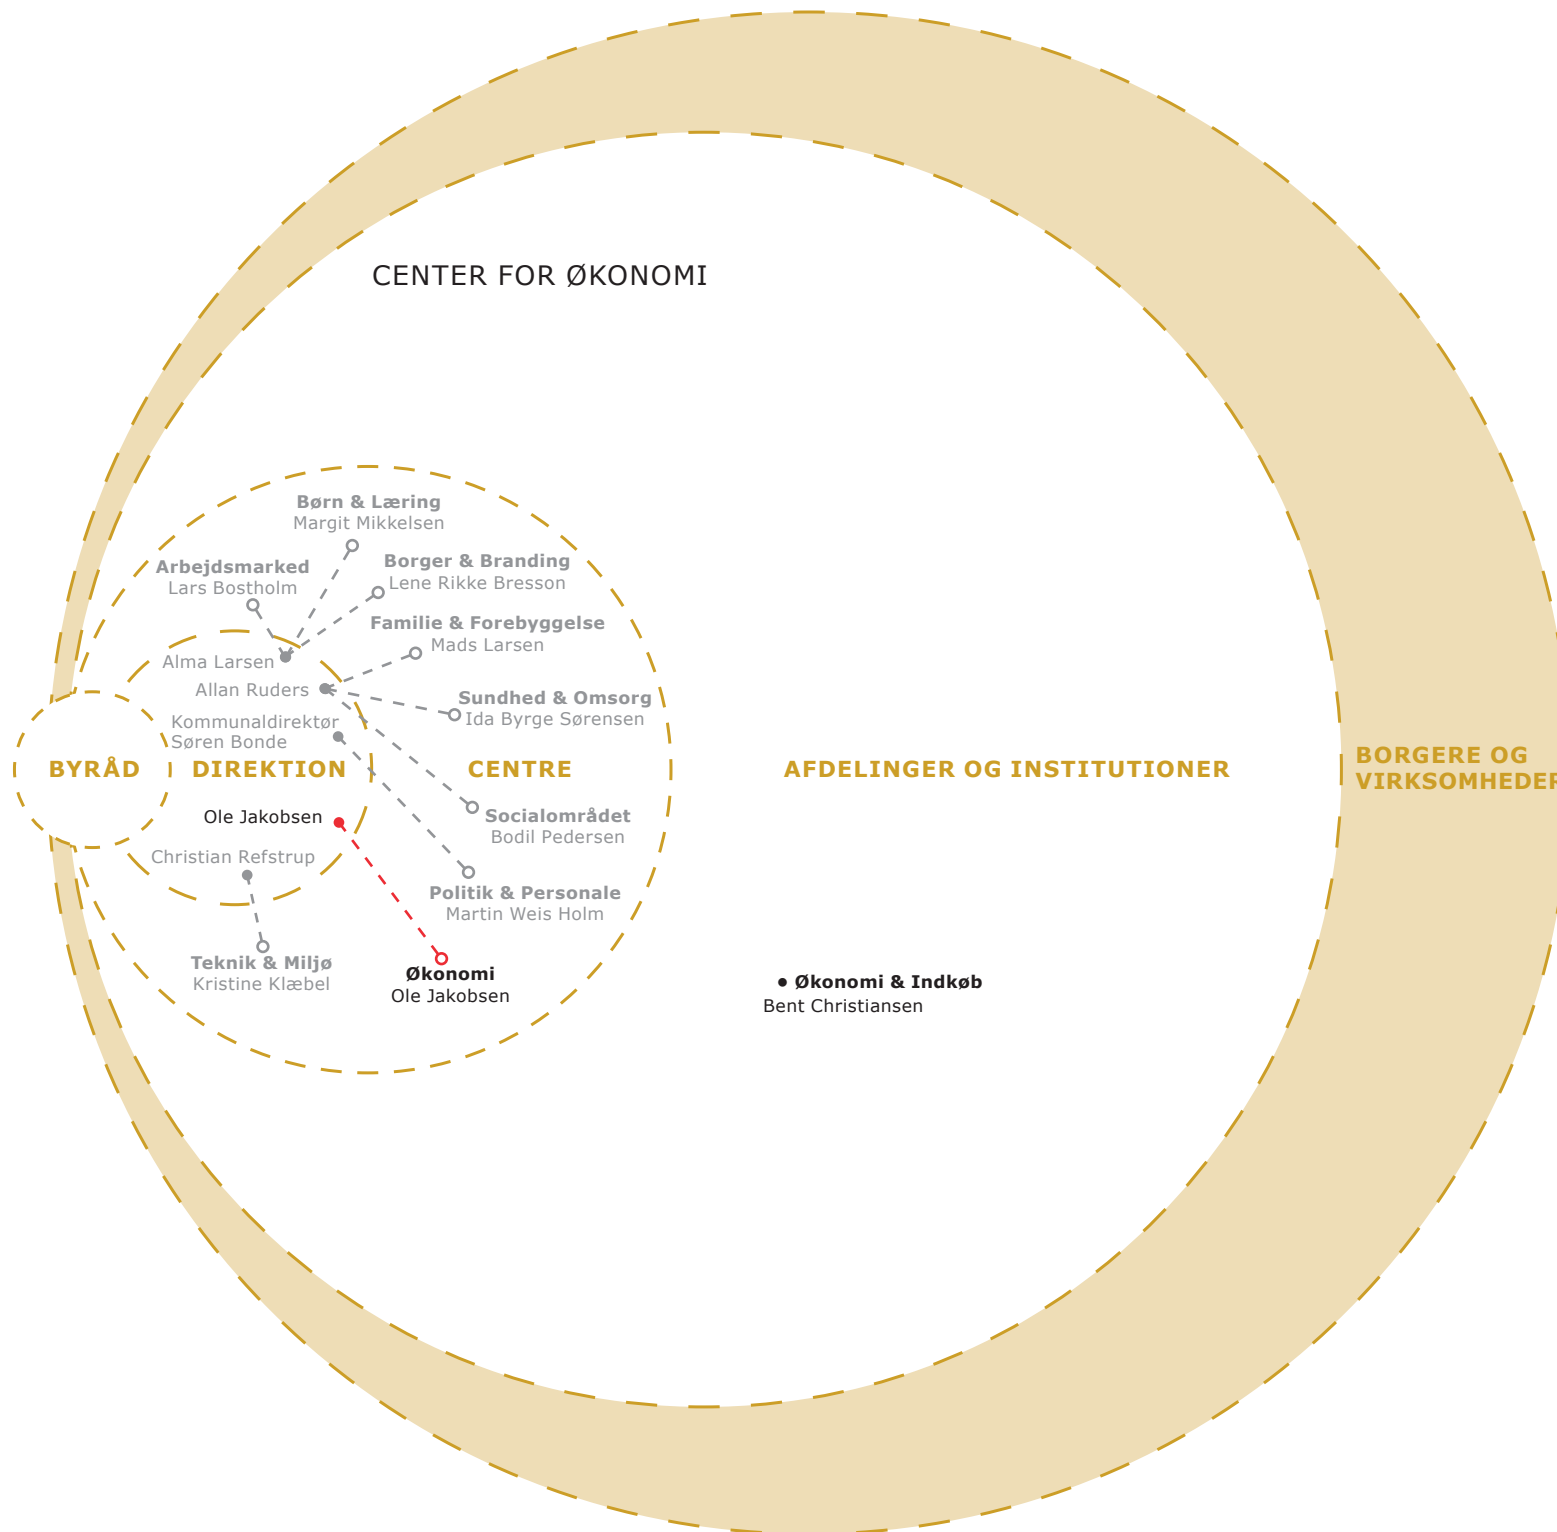 CENTER FOR ØKONOMI
Børn & Læring
Margit Mikkelsen
Arbejdsmarked
Lars Bostholm
Borger & Branding
Lene Rikke Bresson
Familie & Forebyggelse
Mads Larsen
Alma Larsen
Allan Ruders
Sundhed & Omsorg
Ida Byrge Sørensen
Kommunaldirektør
Søren Bonde
BYRÅD
DIREKTION
CENTRE
AFDELINGER OG INSTITUTIONER
BORGERE OG
VIRKSOMHEDER
Ole Jakobsen
Socialområdet
Bodil Pedersen
Christian Refstrup
Politik & Personale
Martin Weis Holm
Teknik & Miljø
Kristine Klæbel
Økonomi
Ole Jakobsen
• Økonomi & Indkøb
Bent Christiansen